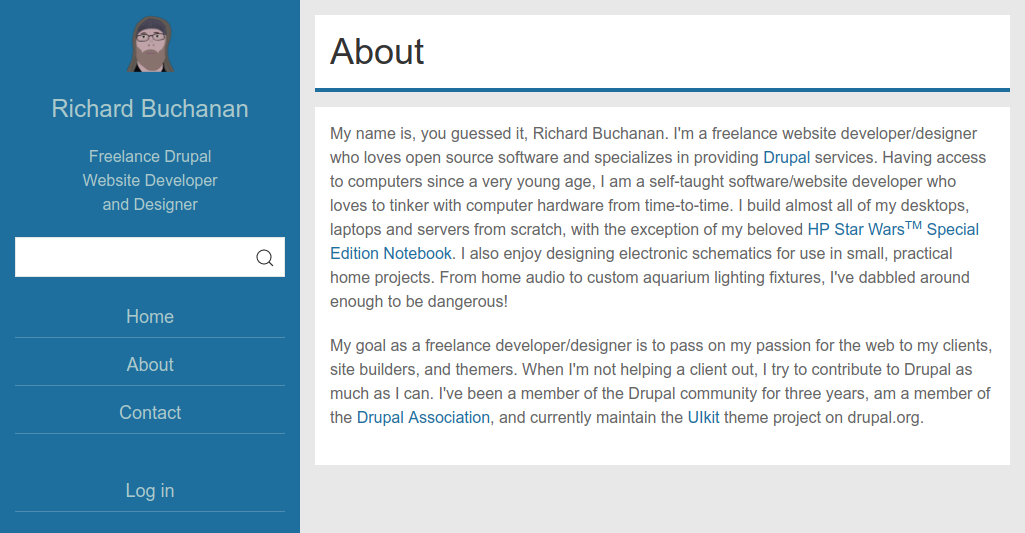 Richard Buchanan
Freelance Drupal
Website Developer
and Designer
Home
About
Contact
Log in
About
My name is, you guessed it, Richard Buchanan. I'm a freelance website developer/designer
who loves open source software and specializes in providing Drupal services. Having access
to computers since a very young age, I am a self-taught software/website developer who
loves to tinker with computer hardware from time-to-time. I build almost all of my desktops,
laptops and servers from scratch, with the exception of my beloved HP Star Wars™ Special
Edition Notebook. I also enjoy designing electronic schematics for use in small, practical
home projects. From home audio to custom aquarium lighting fixtures, I've dabbled around
enough to be dangerous!
My goal as a freelance developer/designer is to pass on my passion for the web to my clients,
site builders, and themers. When I'm not helping a client out, I try to contribute to Drupal as
much as I can. I've been a member of the Drupal community for three years, am a member of
the Drupal Association, and currently maintain the UIkit theme project on drupal.org.